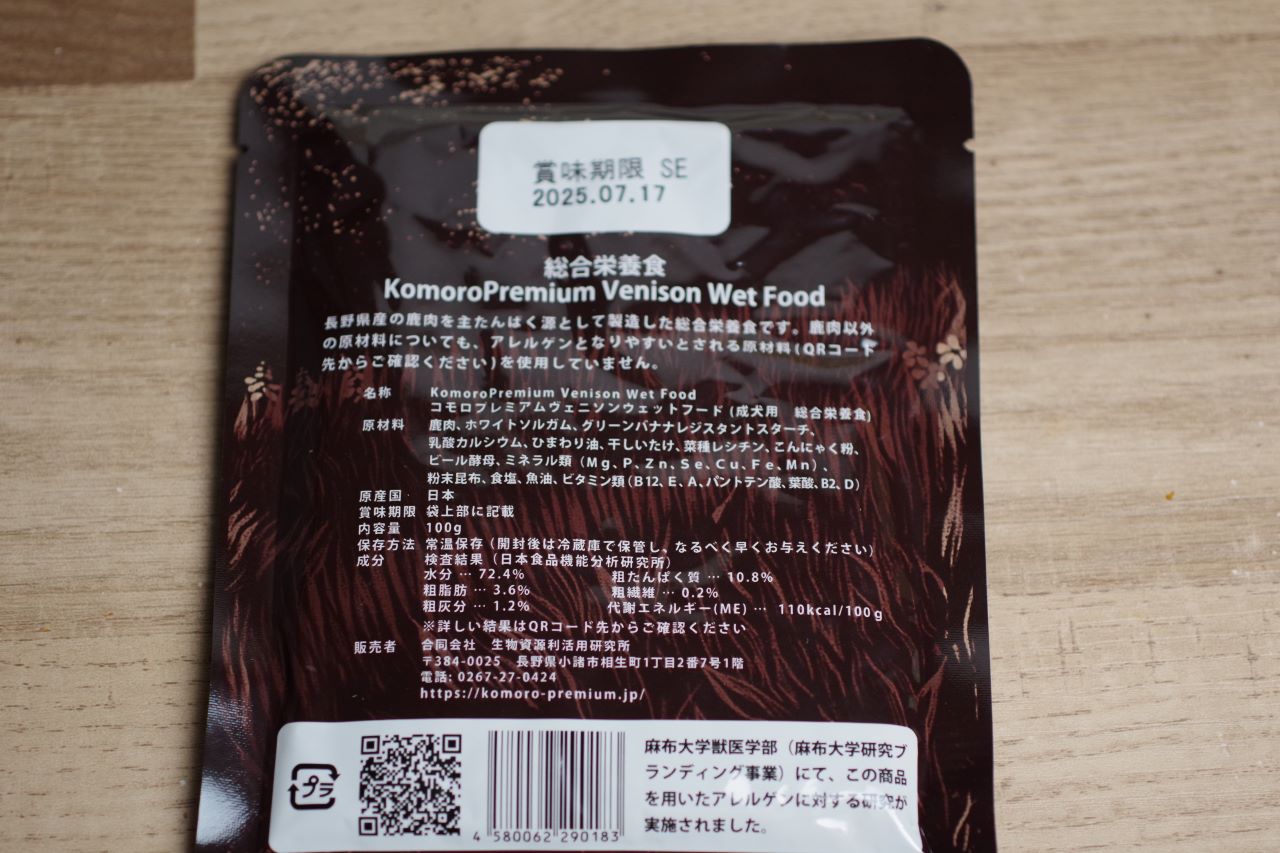 賞味期限 SE
2025.07.17
総合栄養食
KomoroPremium Venison Wet Food
長野県産の鹿肉を主たんぱく源として製造した総合栄養食です。鹿肉以外
の原材料についても、アレルゲンとなりやすいとされる原材料(QRコード
先からご確認ください)を使用していません。
名称 KomoroPremium Venison Wet Food
コモロプレミアムヴェニソンウェットフード (成犬用 総合栄養食)
原材料 鹿肉、ホワイトソルガム、グリーンバナナレジスタントスターチ、
乳酸カルシウム、ひまわり油、干しいたけ、菜種レシチン、こんにゃく粉、
ビール酵母、ミネラル類（Mg、P、Zn、Se、Cu、Fe、Mn）、
粉末昆布、食塩、魚油、ビタミン類(B12、E、A、パントテン酸、葉酸、B2、D)
原産国 日本
賞味期限 袋上部に記載
内容量 100g
保存方法 常温保存（開封後は冷蔵庫で保管し、なるべく早くお与えください）
成分 検査結果（日本食品機能分析研究所）
水分 … 72.4% 粗たんぱく質 … 10.8%
粗脂肪 … 3.6% 粗繊維 … 0.2%
粗灰分 … 1.2% 代謝エネルギー(ME) … 110kcal/100g
※詳しい結果はQRコード先からご確認ください
販売者 合同会社 生物資源利活用研究所
〒384-0025 長野県小諸市相生町1丁目2番7号1階
電話: 0267-27-0424
https://komoro-premium.jp/
プラ
4 580062 290183
麻布大学獣医学部（麻布大学研究ブ
ランディング事業）にて、この商品
を用いたアレルゲンに対する研究が
実施されました。